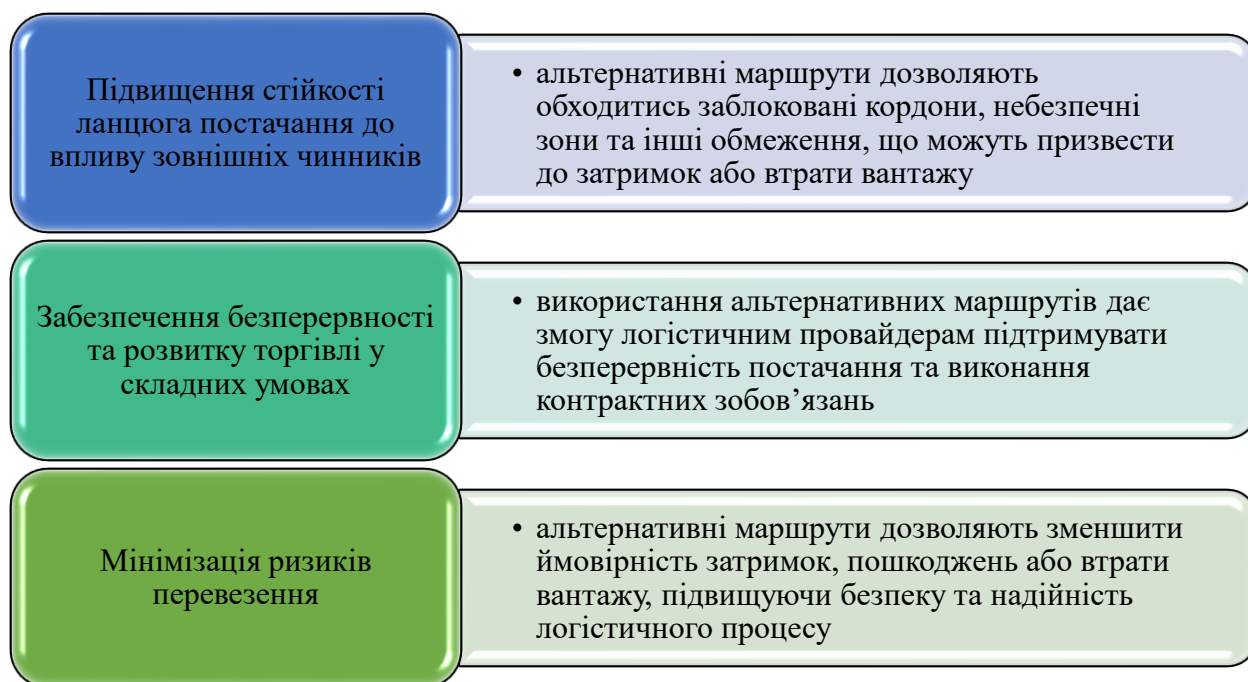 Підвищення стійкості
ланцюга постачання до
впливу зовнішніх чинників
• альтернативні маршрути дозволяють
обходитись заблоковані кордони, небезпечні
зони та інші обмеження, що можуть призвести
до затримок або втрати вантажу
Забезпечення безперервності
та розвитку торгівлі у
складних умовах
• використання альтернативних маршрутів дає
змогу логістичним провайдерам підтримувати
безперервність постачання та виконання
контрактних зобов’язань
Мінімізація ризиків
перевезення
• альтернативні маршрути дозволяють зменшити
ймовірність затримок, пошкоджень або втрати
вантажу, підвищуючи безпеку та надійність
логістичного процесу